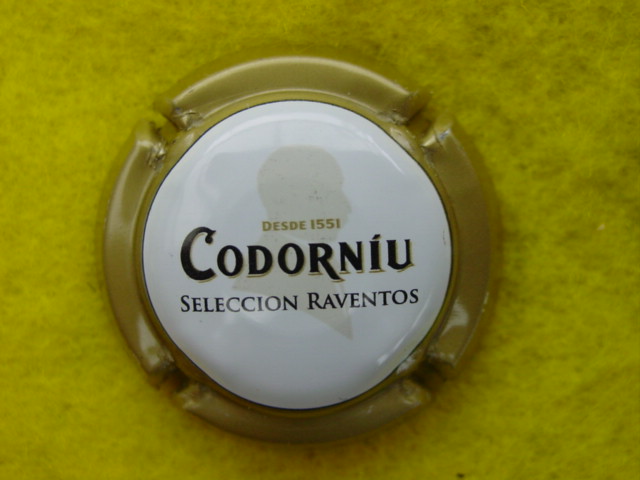 DESDE 1551
CODORNÍU
SELECCION RAVENTOS